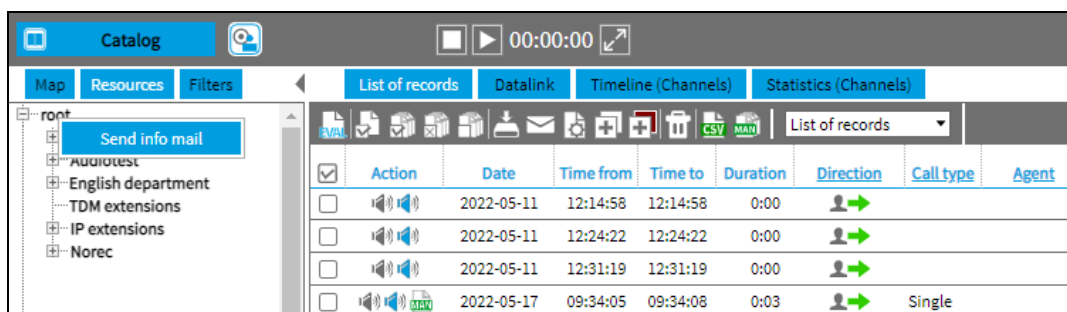 Catalog
00:00:00
Map Resources Filters
List of records Datalink Timeline (Channels) Statistics (Channels)
root
Send info mail
Audiotest
English department
TDM extensions
IP extensions
Norec
EVAL CSV MAN List of records
Action Date Time from Time to Duration Direction Call type Agent
2022-05-11 12:14:58 12:14:58 0:00
2022-05-11 12:24:22 12:24:22 0:00
2022-05-11 12:31:19 12:31:19 0:00
MAN 2022-05-17 09:34:05 09:34:08 0:03 Single